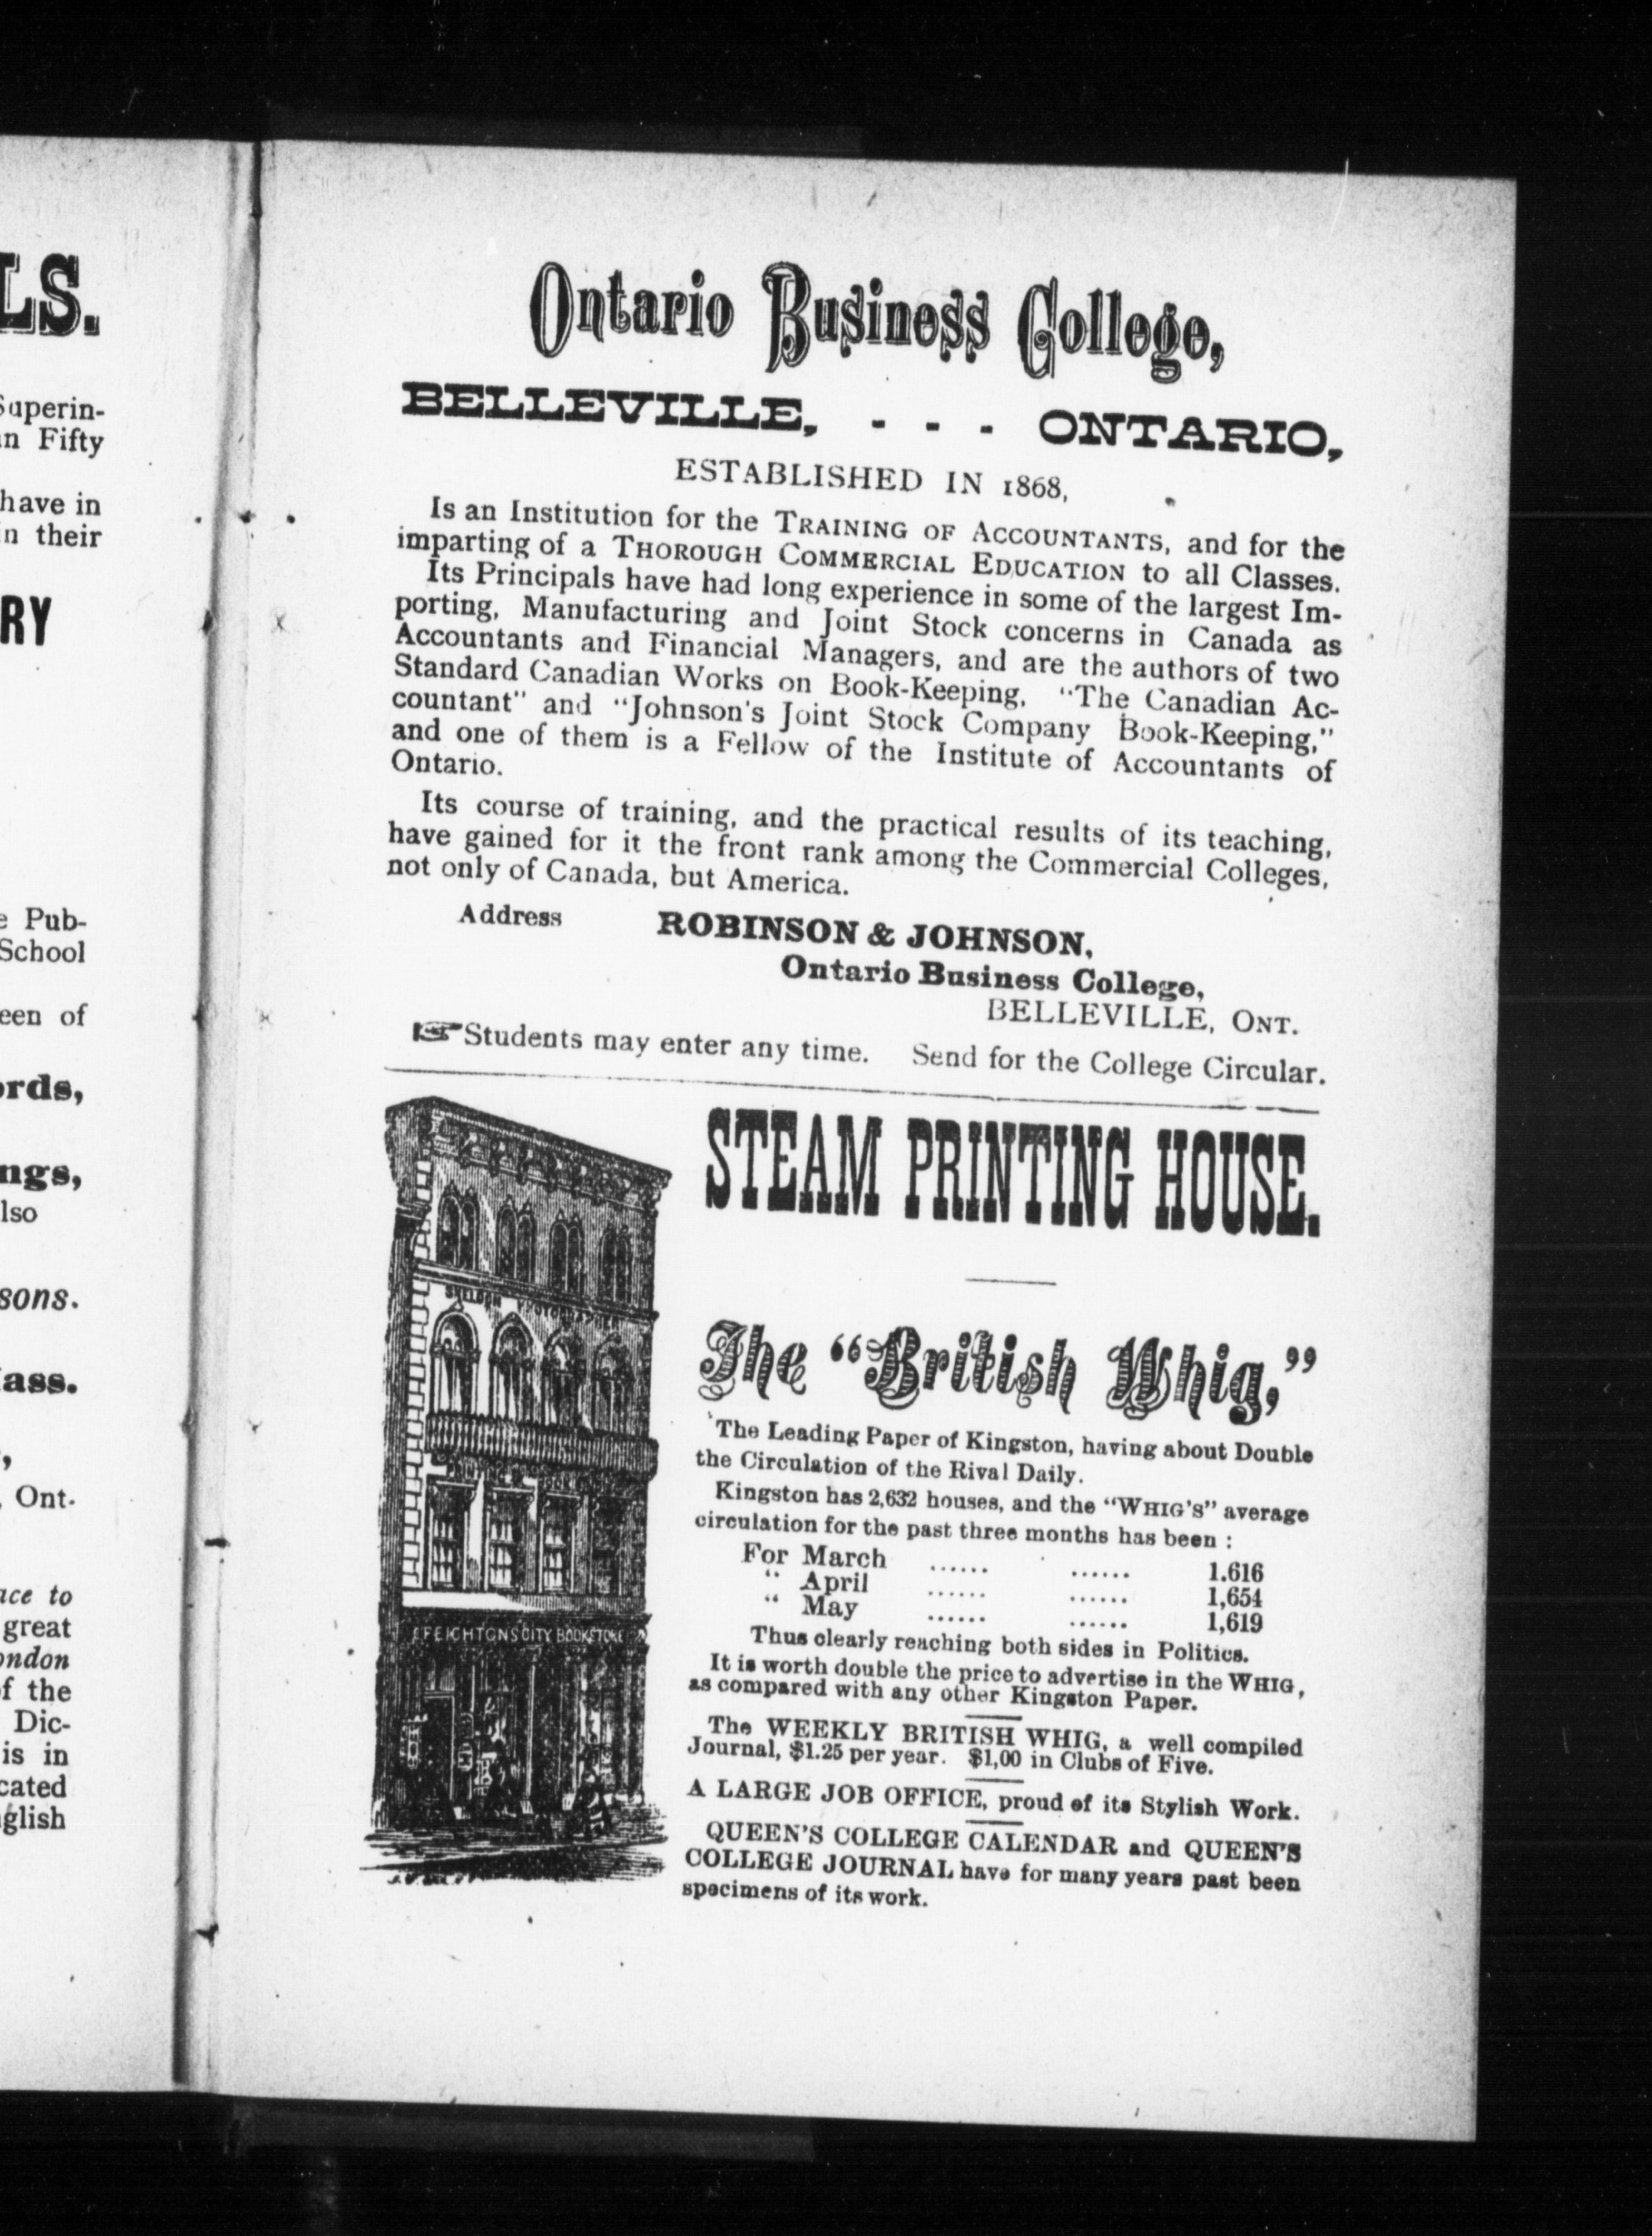 LS.
Superin-
in Fifty
have in
in their
RY
e Pub-
School
een of
ords,
ngs,
lso
sons.
ass.
, Ont.
ace to
great
ondon
of the
Dic-
is in
cated
nglish
Ontario Business College,
BELLEVILLE, - - - ONTARIO,
ESTABLISHED IN 1868,
Is an Institution for the TRAINING OF ACCOUNTANTS, and for the
imparting of a THOROUGH COMMERCIAL EDUCATION to all Classes.
Its Principals have had long experience in some of the largest Im-
porting, Manufacturing and Joint Stock concerns in Canada as
Accountants and Financial Managers, and are the authors of two
Standard Canadian Works on Book-Keeping, "The Canadian Ac-
countant" and "Johnson's Joint Stock Company Book-Keeping,"
and one of them is a Fellow of the Institute of Accountants of
Ontario.
Its course of training, and the practical results of its teaching,
have gained for it the front rank among the Commercial Colleges,
not only of Canada, but America.
Address ROBINSON & JOHNSON,
Ontario Business College,
BELLEVILLE, ONT.
☞Students may enter any time. Send for the College Circular.
STEAM PRINTING HOUSE.
The "British Whig,"
The Leading Paper of Kingston, having about Double
the Circulation of the Rival Daily.
Kingston has 2,632 houses, and the "WHIG'S" average
circulation for the past three months has been :
For March ...... ...... 1.616
" April ...... ...... 1,654
" May ...... ...... 1,619
Thus clearly reaching both sides in Politics.
It is worth double the price to advertise in the WHIG,
as compared with any other Kingston Paper.
The WEEKLY BRITISH WHIG, a well compiled
Journal, $1.25 per year. $1,00 in Clubs of Five.
A LARGE JOB OFFICE, proud of its Stylish Work.
QUEEN'S COLLEGE CALENDAR and QUEEN'S
COLLEGE JOURNAL have for many years past been
specimens of its work.
CITY BOOKSTORE